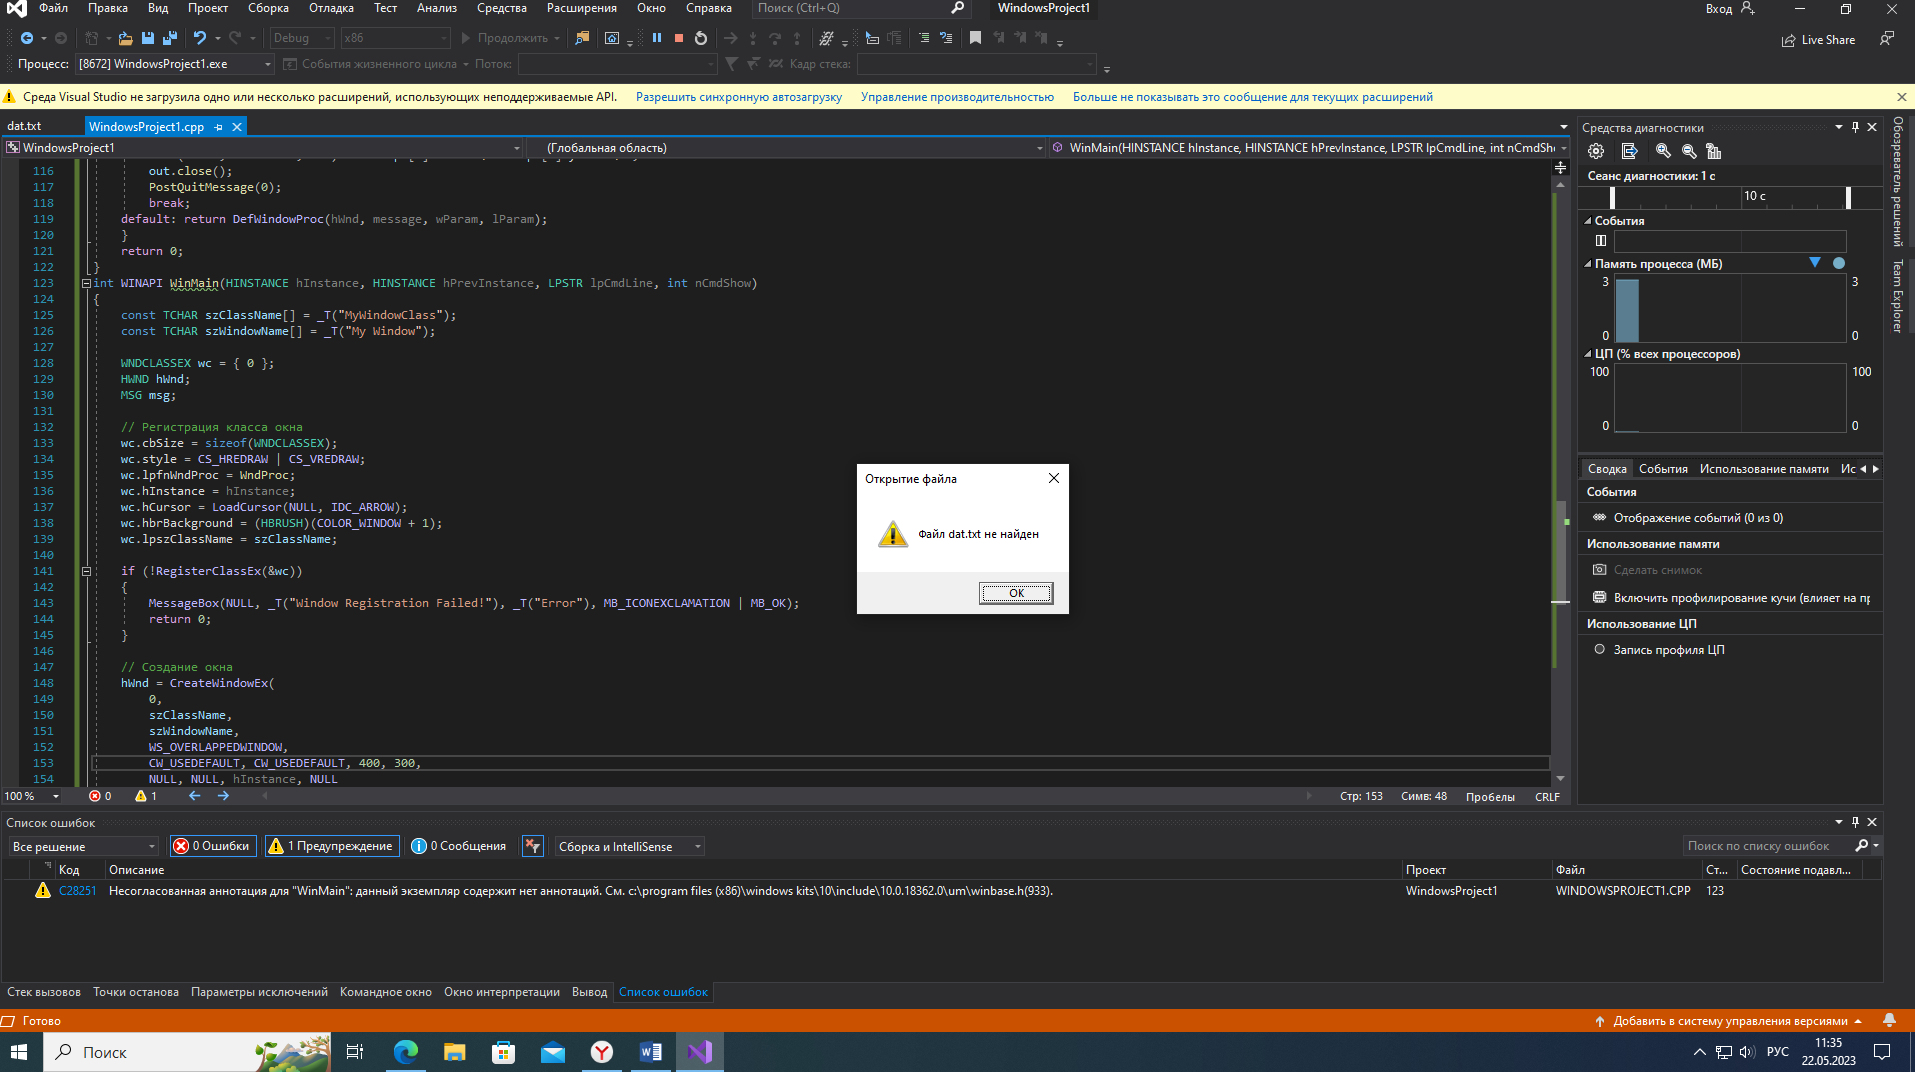 Файл Правка Вид Проект Сборка Отладка Тест Анализ Средства Расширения Окно Справка Поиск (Ctrl+Q) WindowsProject1 Вход
Debug x86 Продолжить Live Share
Процесс: [8672] WindowsProject1.exe События жизненного цикла Поток: Кадр стека:
Среда Visual Studio не загрузила одно или несколько расширений, использующих неподдерживаемые API. Разрешить синхронную автозагрузку Управление производительностью Больше не показывать это сообщение для текущих расширений
dat.txt WindowsProject1.cpp
WindowsProject1 (Глобальная область) WinMain(HINSTANCE hInstance, HINSTANCE hPrevInstance, LPSTR lpCmdLine, int nCmdSho
116 out.close();
117 PostQuitMessage(0);
118 break;
119 default: return DefWindowProc(hWnd, message, wParam, lParam);
120 }
121 return 0;
122 }
123 int WINAPI WinMain(HINSTANCE hInstance, HINSTANCE hPrevInstance, LPSTR lpCmdLine, int nCmdShow)
124 {
125 const TCHAR szClassName[] = _T("MyWindowClass");
126 const TCHAR szWindowName[] = _T("My Window");
127
128 WNDCLASSEX wc = { 0 };
129 HWND hWnd;
130 MSG msg;
131
132 // Регистрация класса окна
133 wc.cbSize = sizeof(WNDCLASSEX);
134 wc.style = CS_HREDRAW | CS_VREDRAW;
135 wc.lpfnWndProc = WndProc;
136 wc.hInstance = hInstance;
137 wc.hCursor = LoadCursor(NULL, IDC_ARROW);
138 wc.hbrBackground = (HBRUSH)(COLOR_WINDOW + 1);
139 wc.lpszClassName = szClassName;
140
141 if (!RegisterClassEx(&wc))
142 {
143 MessageBox(NULL, _T("Window Registration Failed!"), _T("Error"), MB_ICONEXCLAMATION | MB_OK);
144 return 0;
145 }
146
147 // Создание окна
148 hWnd = CreateWindowEx(
149 0,
150 szClassName,
151 szWindowName,
152 WS_OVERLAPPEDWINDOW,
153 CW_USEDEFAULT, CW_USEDEFAULT, 400, 300,
154 NULL, NULL, hInstance, NULL
Открытие файла
Файл dat.txt не найден
OK
100 % 0 1 Стр: 153 Симв: 48 Пробелы CRLF
Средства диагностики
Сеанс диагностики: 1 с
10 с
События
Память процесса (МБ)
3 3
0 0
ЦП (% всех процессоров)
100 100
0 0
Сводка События Использование памяти Ис
События
Отображение событий (0 из 0)
Использование памяти
Сделать снимок
Включить профилирование кучи (влияет на пр
Использование ЦП
Запись профиля ЦП
Обозреватель решений
Team Explorer
Список ошибок
Все решение 0 Ошибки 1 Предупреждение 0 Сообщения Сборка и IntelliSense Поиск по списку ошибок
Код Описание Проект Файл Ст... Состояние подавл...
C28251 Несогласованная аннотация для "WinMain": данный экземпляр содержит нет аннотаций. См. c:\program files (x86)\windows kits\10\include\10.0.18362.0\um\winbase.h(933). WindowsProject1 WINDOWSPROJECT1.CPP 123
Стек вызовов Точки останова Параметры исключений Командное окно Окно интерпретации Вывод Список ошибок
Готово Добавить в систему управления версиями
Поиск РУС 11:35
22.05.2023